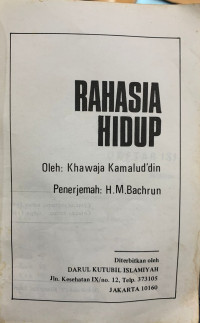 RAHASIA
HIDUP
Oleh: Khawaja Kamalud'din
Penerjemah: H.M.Bachrun
Diterbitkan oleh
DARUL KUTUBIL ISLAMIYAH
Jln. Kesehatan IX/no. 12, Telp. 373105
JAKARTA 10160